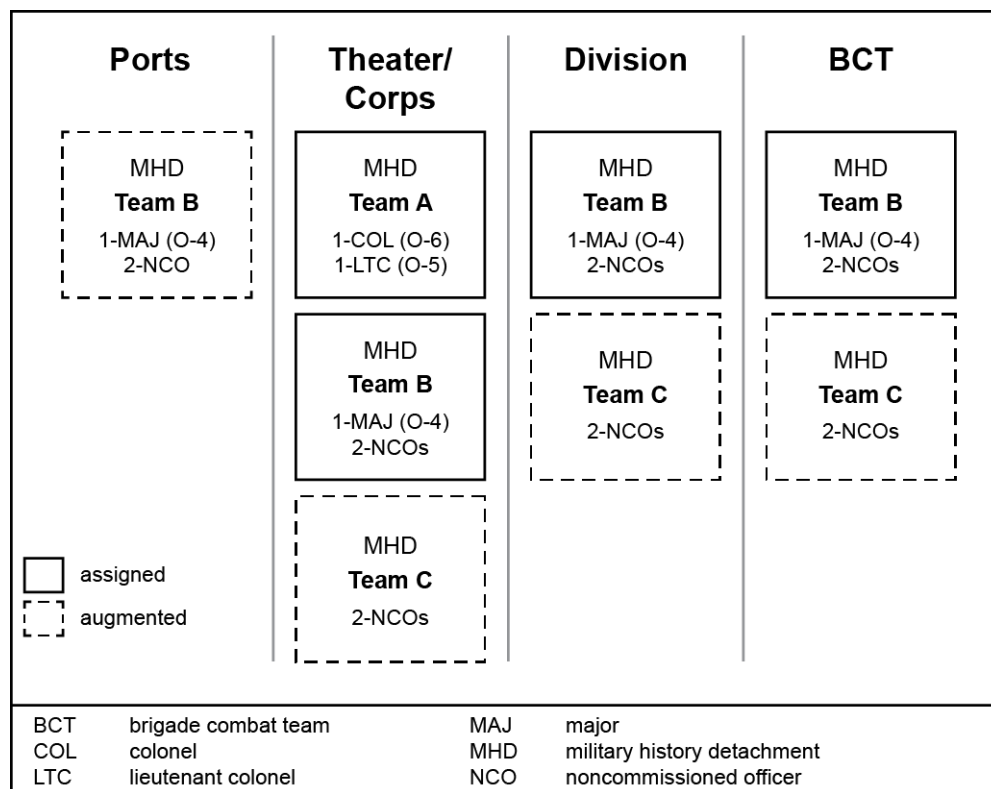 Ports
MHD
Team B
1-MAJ (O-4)
2-NCO
Theater/
Corps
MHD
Team A
1-COL (O-6)
1-LTC (O-5)
MHD
Team B
1-MAJ (O-4)
2-NCOs
MHD
Team C
2-NCOs
Division
MHD
Team B
1-MAJ (O-4)
2-NCOs
MHD
Team C
2-NCOs
BCT
MHD
Team B
1-MAJ (O-4)
2-NCOs
MHD
Team C
2-NCOs
assigned
augmented
BCT brigade combat team
COL colonel
LTC lieutenant colonel
MAJ major
MHD military history detachment
NCO noncommissioned officer